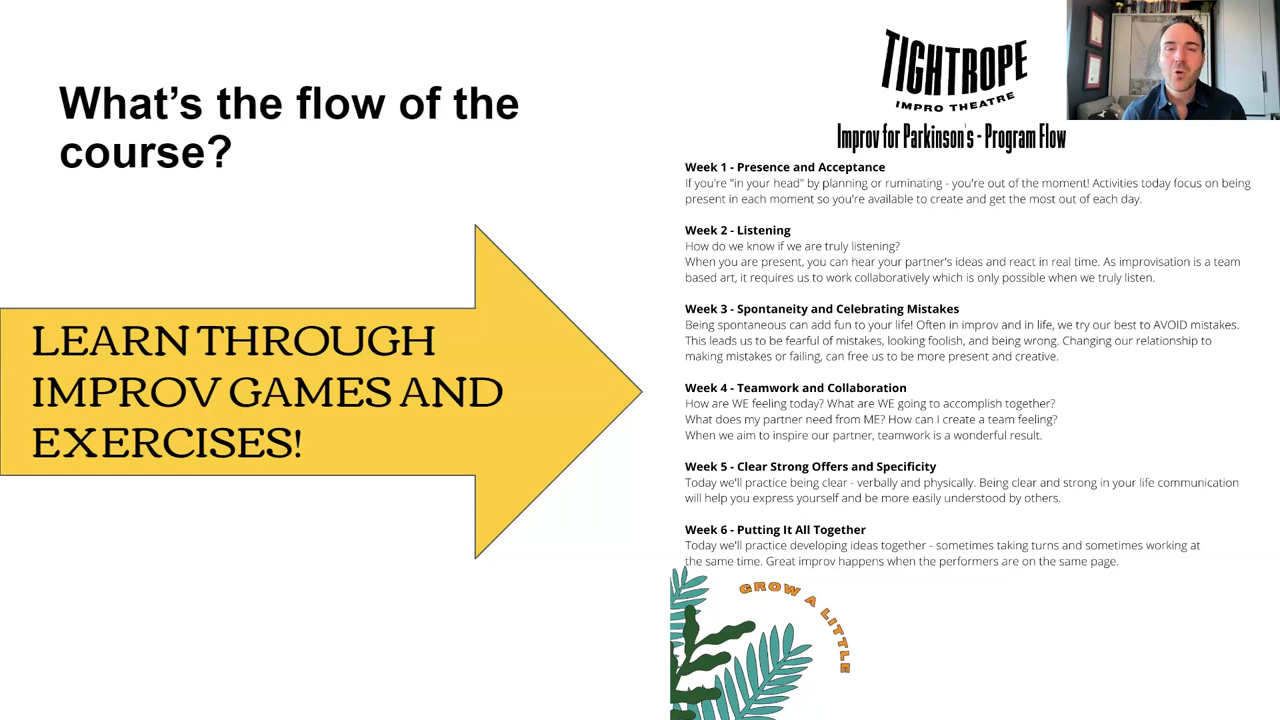 What's the flow of the
course?
LEARN THROUGH
IMPROV GAMES AND
EXERCISES!
TIGHTROPE
IMPRO THEATRE
Improv for Parkinson's - Program Flow
Week 1 - Presence and Acceptance
If you're "in your head" by planning or ruminating - you're out of the moment! Activities today focus on being
present in each moment so you're available to create and get the most out of each day.
Week 2 - Listening
How do we know if we are truly listening?
When you are present, you can hear your partner's ideas and react in real time. As improvisation is a team
based art, it requires us to work collaboratively which is only possible when we truly listen.
Week 3 - Spontaneity and Celebrating Mistakes
Being spontaneous can add fun to your life! Often in improv and in life, we try our best to AVOID mistakes.
This leads us to be fearful of mistakes, looking foolish, and being wrong. Changing our relationship to
making mistakes or failing, can free us to be more present and creative.
Week 4 - Teamwork and Collaboration
How are WE feeling today? What are WE going to accomplish together?
What does my partner need from ME? How can I create a team feeling?
When we aim to inspire our partner, teamwork is a wonderful result.
Week 5 - Clear Strong Offers and Specificity
Today we'll practice being clear - verbally and physically. Being clear and strong in your life communication
will help you express yourself and be more easily understood by others.
Week 6 - Putting It All Together
Today we'll practice developing ideas together - sometimes taking turns and sometimes working at
the same time. Great improv happens when the performers are on the same page.
GROW A LITTLE